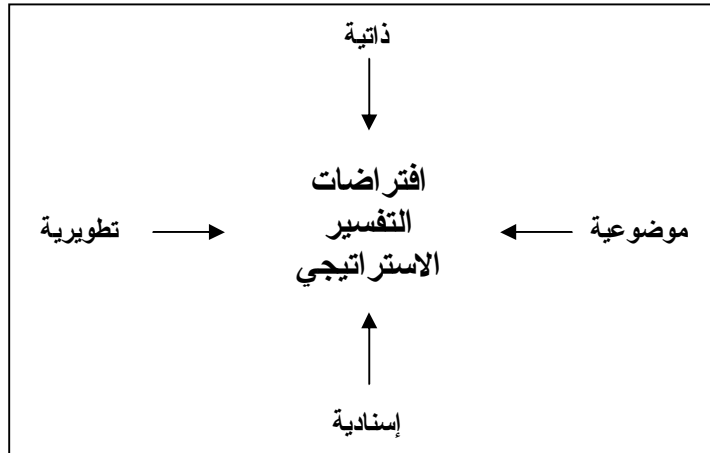 ذاتية
افتراضات
التفسير
الاستراتيجي
موضوعية
تطويرية
إسنادية